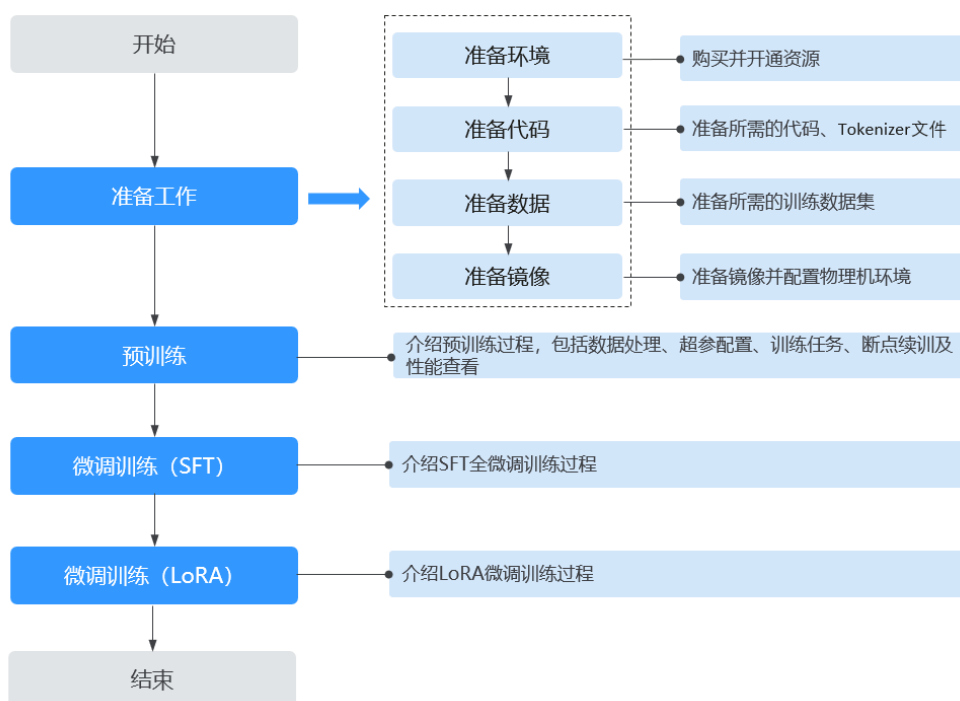 开始
准备工作
准备环境
购买并开通资源
准备代码
准备所需的代码、Tokenizer文件
准备数据
准备所需的训练数据集
准备镜像
准备镜像并配置物理机环境
预训练
介绍预训练过程，包括数据处理、超参配置、训练任务、断点续训及
性能查看
微调训练（SFT）
介绍SFT全微调训练过程
微调训练（LoRA）
介绍LoRA微调训练过程
结束